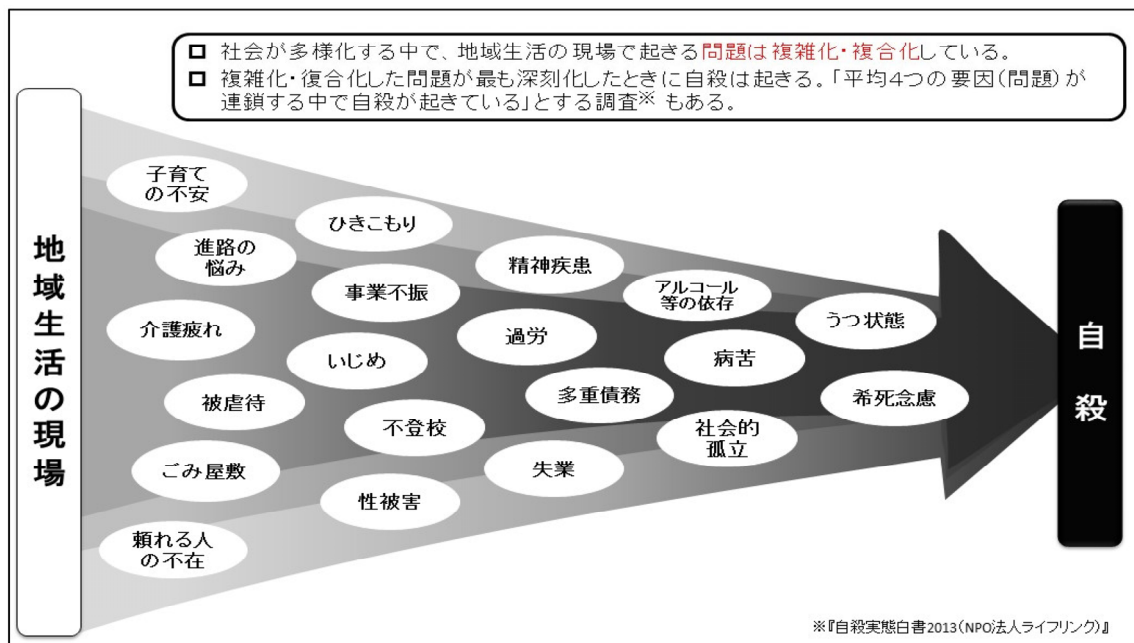 □ 社会が多様化する中で、地域生活の現場で起きる問題は複雑化・複合化している。
□ 複雑化・復合化した問題が最も深刻化したときに自殺は起きる。「平均４つの要因（問題）が
連鎖する中で自殺が起きている」とする調査※ もある。
地域生活の現場
子育て
の不安
ひきこもり
進路の
悩み
精神疾患
事業不振
アルコール
等の依存
うつ状態
介護疲れ
過労
いじめ
病苦
多重債務
希死念慮
被虐待
不登校
社会的
孤立
ごみ屋敷
失業
性被害
頼れる人
の不在
自殺
※『自殺実態白書2013（NPO法人ライフリンク）』